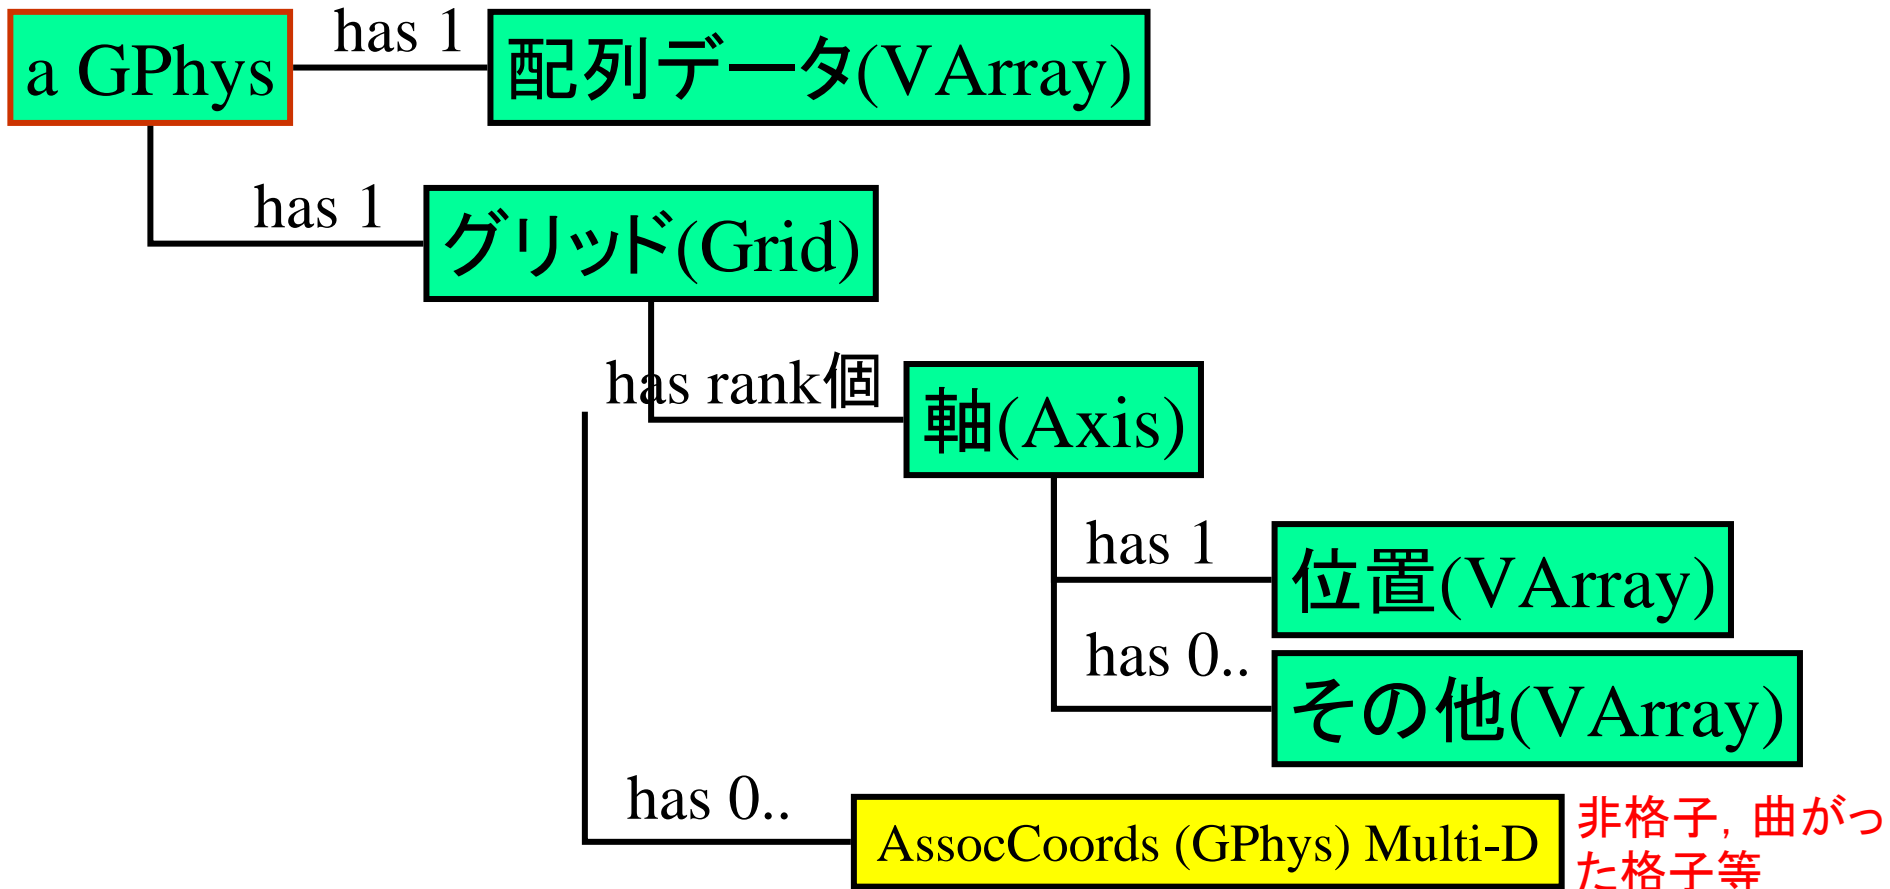 a GPhys
has 1
配列データ(VArray)
has 1
グリッド(Grid)
has rank個
軸(Axis)
has 1
位置(VArray)
has 0..
その他(VArray)
has 0..
AssocCoords (GPhys) Multi-D
非格子, 曲がっ
た格子等